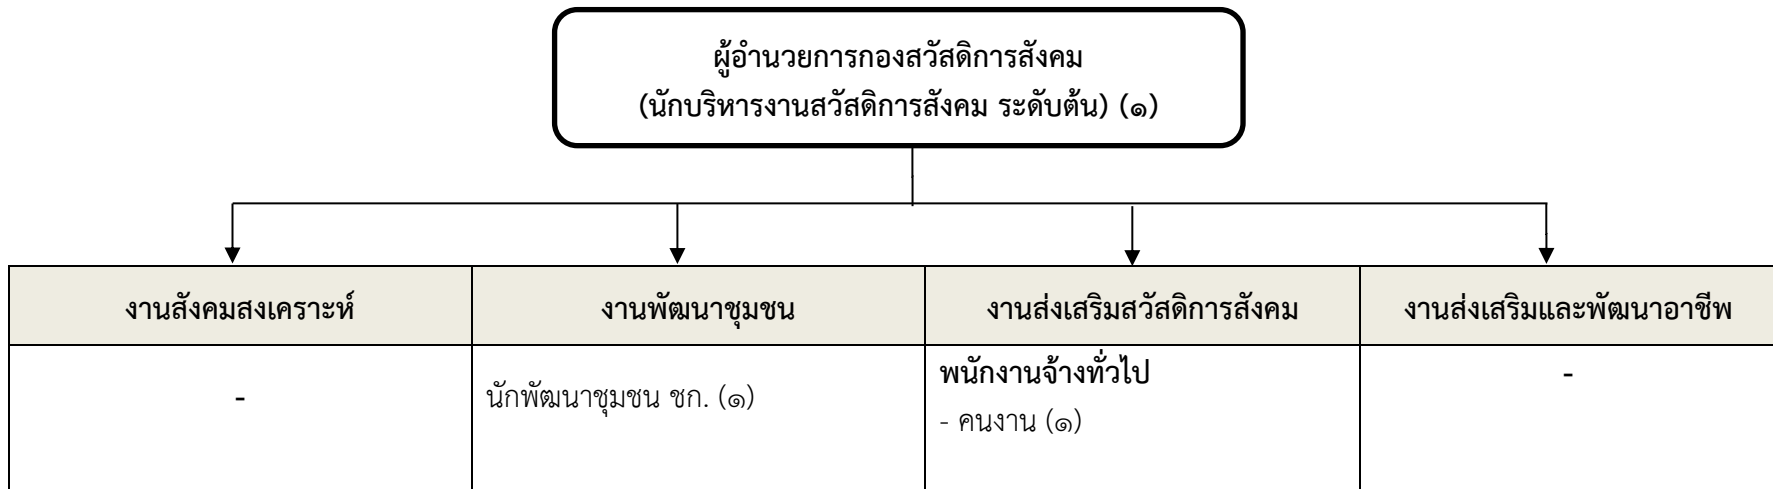 ผู้อำนวยการกองสวัสดิการสังคม
(นักบริหารงานสวัสดิการสังคม ระดับต้น) (๑)
งานสังคมสงเคราะห์
งานพัฒนาชุมชน
งานส่งเสริมสวัสดิการสังคม
งานส่งเสริมและพัฒนาอาชีพ
-
นักพัฒนาชุมชน ชก. (๑)
พนักงานจ้างทั่วไป
- คนงาน (๑)
-